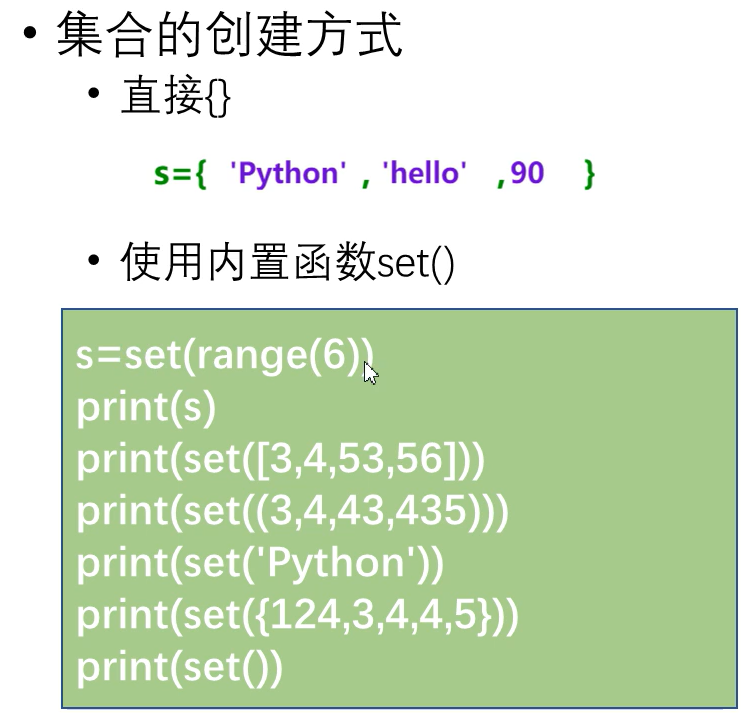 • 集合的创建方式
• 直接{}
s={ 'Python' , 'hello' ,90 }
• 使用内置函数set()
s=set(range(6))
print(s)
print(set([3,4,53,56]))
print(set((3,4,43,435)))
print(set('Python'))
print(set({124,3,4,4,5}))
print(set())